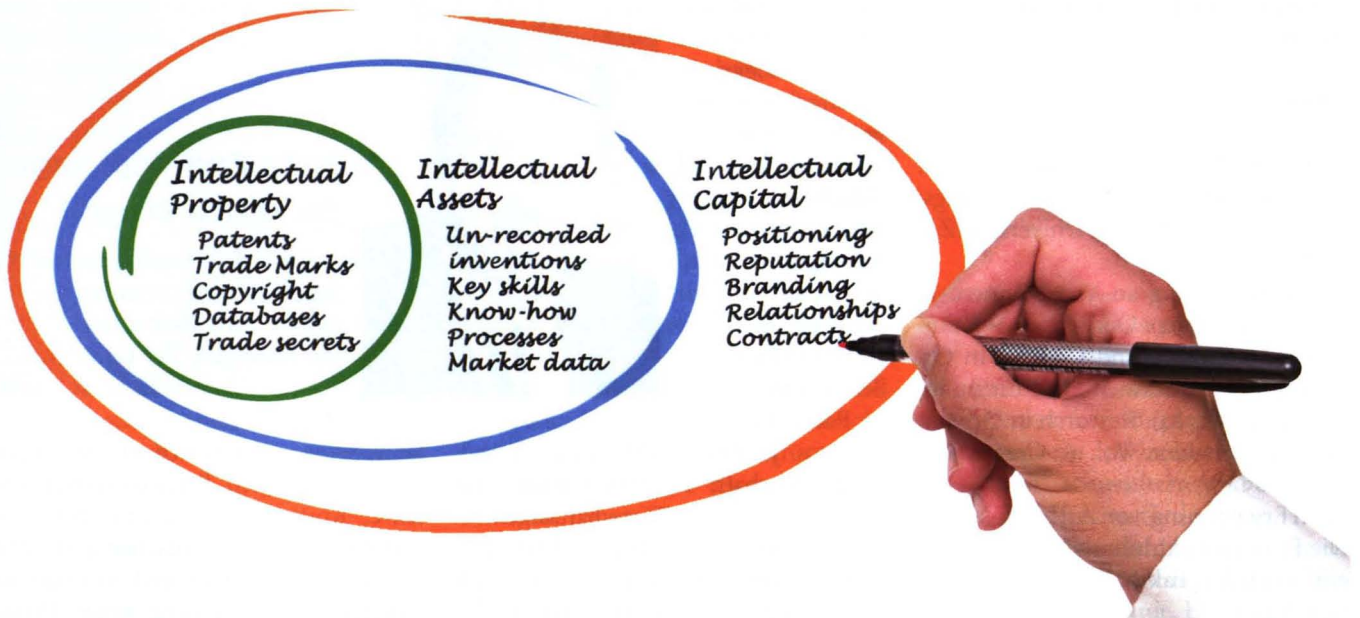 Intellectual
Property
Patents
Trade Marks
Copyright
Databases
Trade secrets
Intellectual
Assets
Un-recorded
inventions
Key skills
Know-how
Processes
Market data
Intellectual
Capital
Positioning
Reputation
Branding
Relationships
Contracts